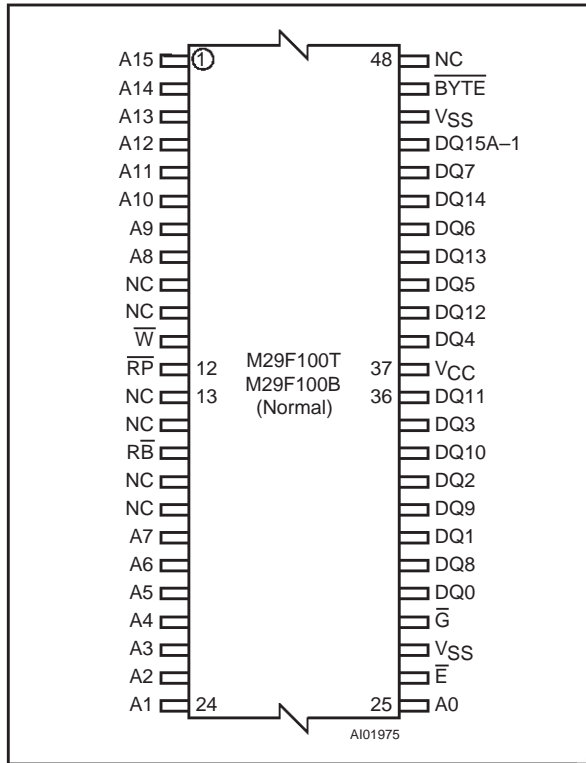 A15 1 48 NC
A14 B̅Y̅T̅E̅
A13 VSS
A12 DQ15A–1
A11 DQ7
A10 DQ14
A9 DQ6
A8 DQ13
NC DQ5
NC DQ12
W̅ DQ4
R̅P̅ 12 M29F100T 37 VCC
NC 13 M29F100B 36 DQ11
NC (Normal) DQ3
RB̅ DQ10
NC DQ2
NC DQ9
A7 DQ1
A6 DQ8
A5 DQ0
A4 G̅
A3 VSS
A2 E̅
A1 24 25 A0
AI01975